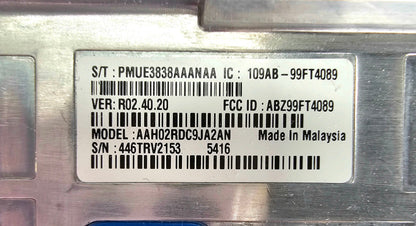 S/T : PMUE3838AAANAA IC : 109AB-99FT4089
VER: R02.40.20 FCC ID : ABZ99FT4089
MODEL: AAH02RDC9JA2AN Made In Malaysia
S/N : 446TRV2153 5416